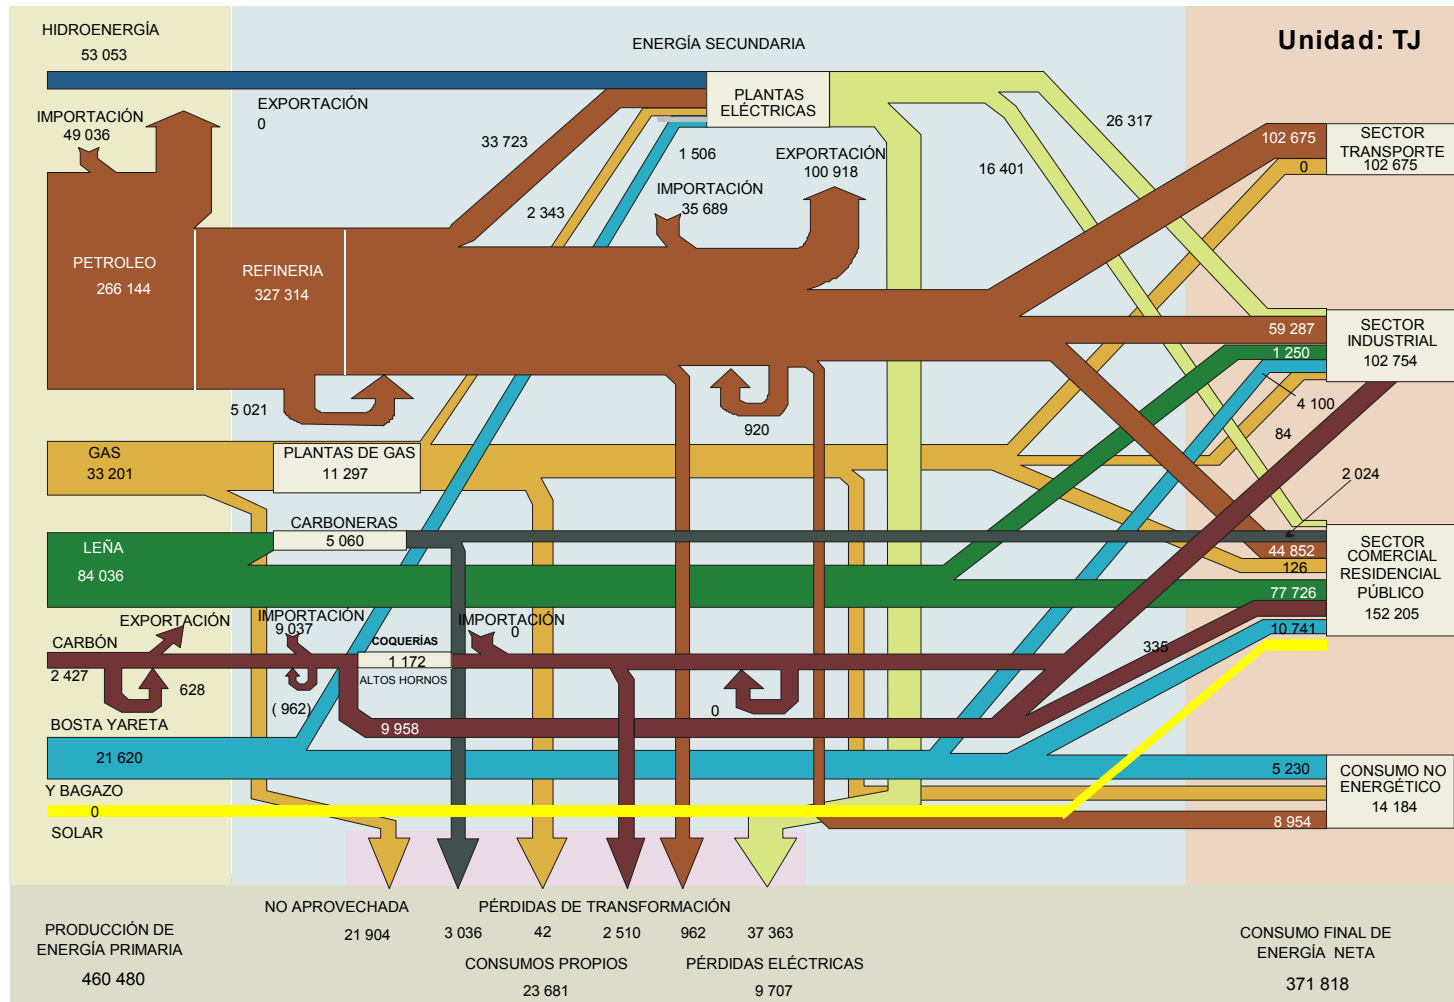 HIDROENERGÍA
53 053
ENERGÍA SECUNDARIA
Unidad: TJ
IMPORTACIÓN
49 036
EXPORTACIÓN
0
PLANTAS
ELÉCTRICAS
33 723
1 506
2 343
EXPORTACIÓN
100 918
IMPORTACIÓN
35 689
26 317
16 401
102 675
0
SECTOR
TRANSPORTE
102 675
PETROLEO
266 144
REFINERIA
327 314
59 287
1 250
SECTOR
INDUSTRIAL
102 754
4 100
84
5 021
920
GAS
33 201
PLANTAS DE GAS
11 297
2 024
CARBONERAS
5 060
LEÑA
84 036
44 852
126
77 726
10 741
335
SECTOR
COMERCIAL
RESIDENCIAL
PÚBLICO
152 205
EXPORTACIÓN
IMPORTACIÓN
9 037
IMPORTACIÓN
0
CARBÓN
2 427
628
COQUERÍAS
1 172
ALTOS HORNOS
( 962)
0
9 958
BOSTA YARETA
21 620
Y BAGAZO
0
SOLAR
5 230
8 954
CONSUMO NO
ENERGÉTICO
14 184
NO APROVECHADA
21 904
PÉRDIDAS DE TRANSFORMACIÓN
3 036
42
2 510
962
37 363
CONSUMOS PROPIOS
23 681
PÉRDIDAS ELÉCTRICAS
9 707
PRODUCCIÓN DE
ENERGÍA PRIMARIA
460 480
CONSUMO FINAL DE
ENERGÍA NETA
371 818